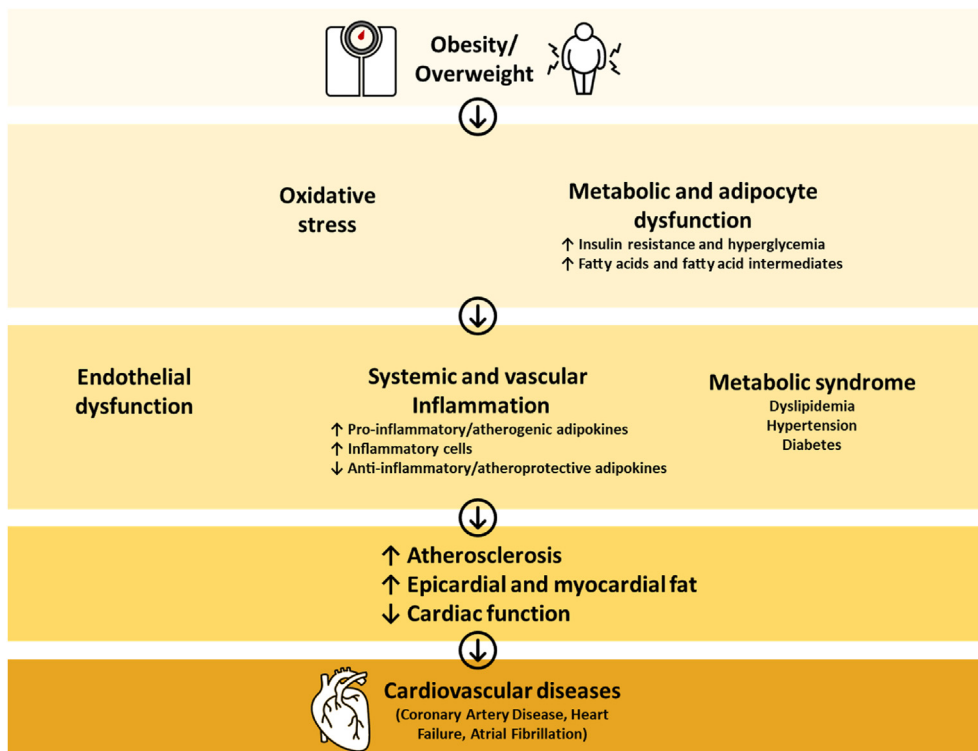 Obesity/
Overweight
Oxidative
stress
Metabolic and adipocyte
dysfunction
↑ Insulin resistance and hyperglycemia
↑ Fatty acids and fatty acid intermediates
Endothelial
dysfunction
Systemic and vascular
Inflammation
↑ Pro-inflammatory/atherogenic adipokines
↑ Inflammatory cells
↓ Anti-inflammatory/atheroprotective adipokines
Metabolic syndrome
Dyslipidemia
Hypertension
Diabetes
↑ Atherosclerosis
↑ Epicardial and myocardial fat
↓ Cardiac function
Cardiovascular diseases
(Coronary Artery Disease, Heart
Failure, Atrial Fibrillation)